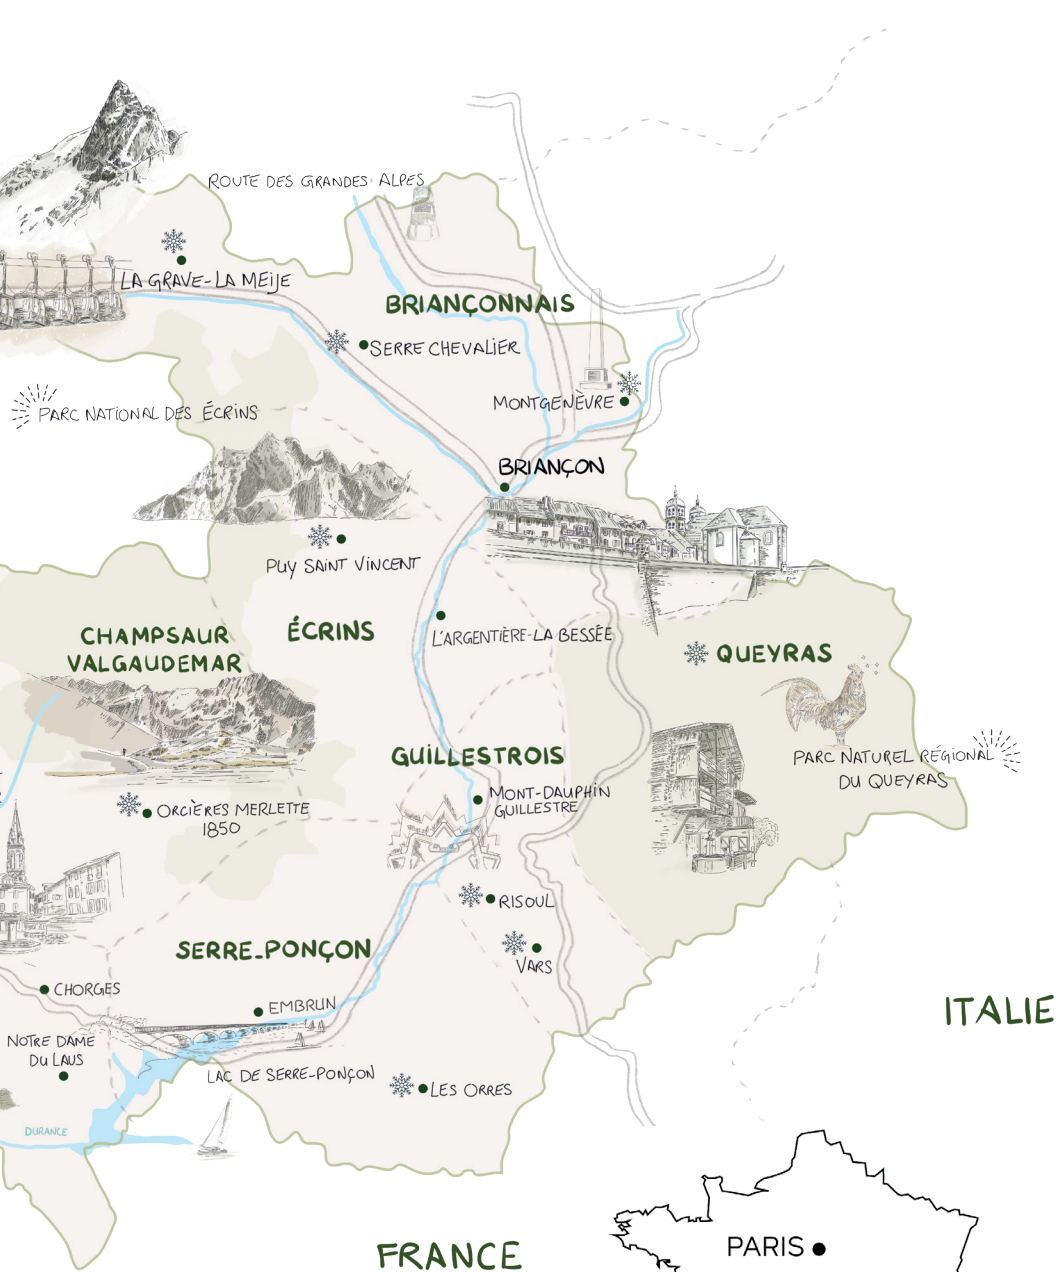 ROUTE DES GRANDES ALPES
LA GRAVE-LA MEIJE
BRIANÇONNAIS
SERRE CHEVALIER
MONTGENÈVRE
PARC NATIONAL DES ÉCRINS
BRIANÇON
PUY SAINT VINCENT
L'ARGENTIÈRE-LA BESSÉE
ÉCRINS
CHAMPSAUR
VALGAUDEMAR
QUEYRAS
GUILLESTROIS
PARC NATUREL RÉGIONAL
DU QUEYRAS
MONT-DAUPHIN
GUILLESTRE
ORCIÈRES MERLETTE
1850
RISOUL
SERRE-PONÇON
VARS
CHORGES
EMBRUN
ITALIE
NOTRE DAME
DU LAUS
LAC DE SERRE-PONÇON
LES ORRES
DURANCE
FRANCE
PARIS